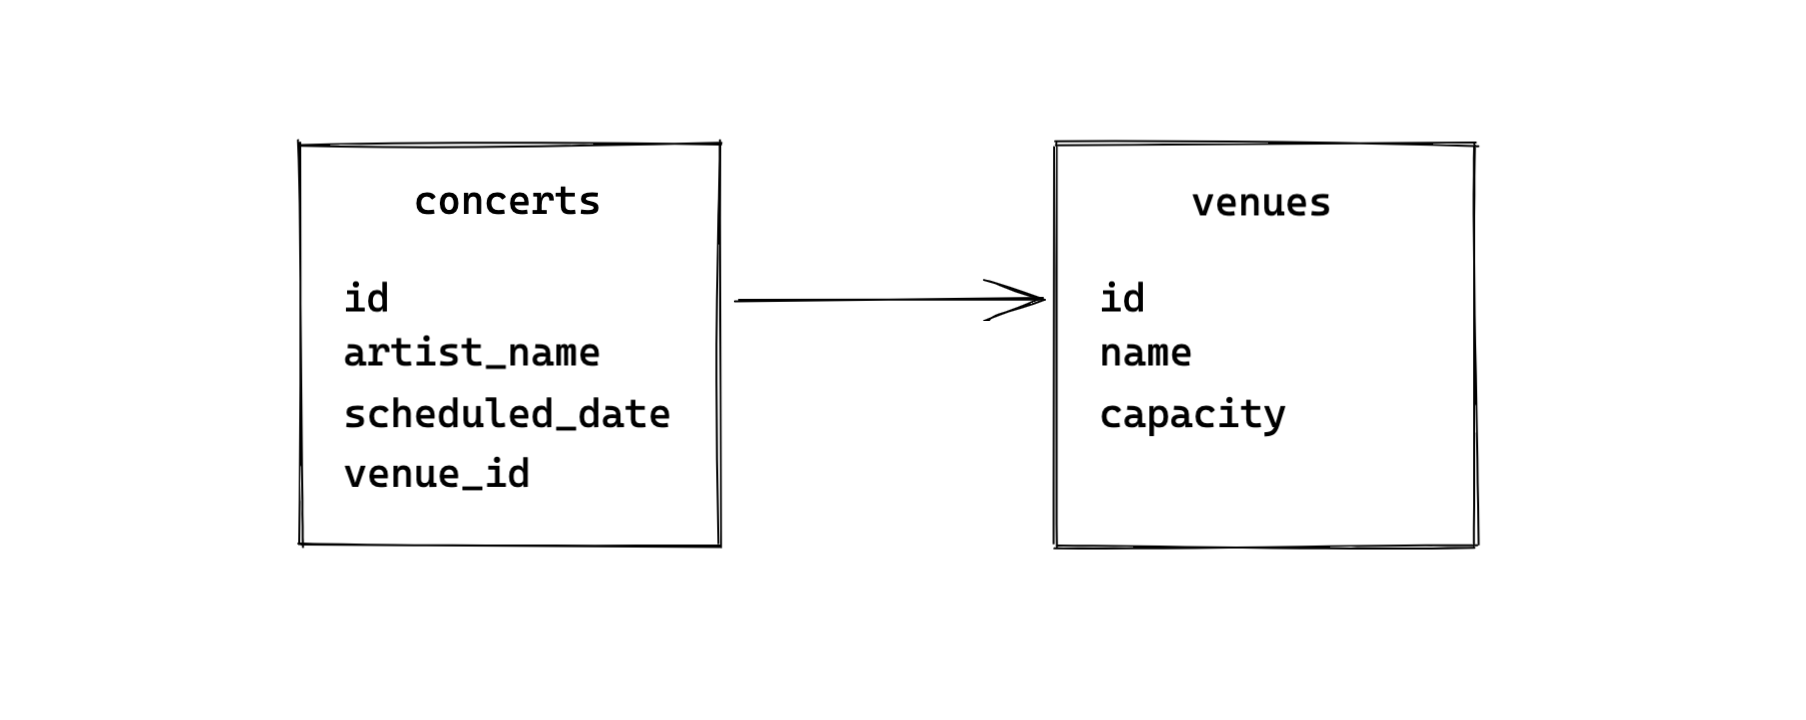 concerts
id
artist_name
scheduled_date
venue_id
venues
id
name
capacity